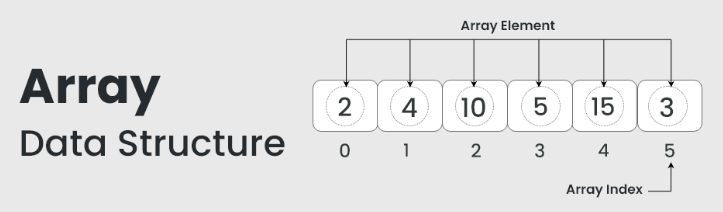 Array
Data Structure
Array Element
2 4 10 5 15 3
0 1 2 3 4 5
Array Index